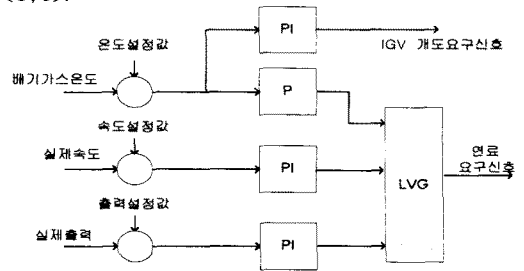 온도설정값
PI
IGV 개도요구신호
배기가스온도
P
속도설정값
실제속도
PI
LVG
연료
요구신호
출력설정값
실제출력
PI